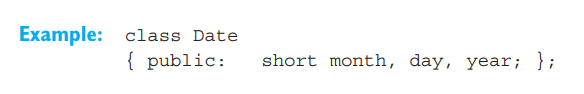 Example: class Date
{ public: short month, day, year; };